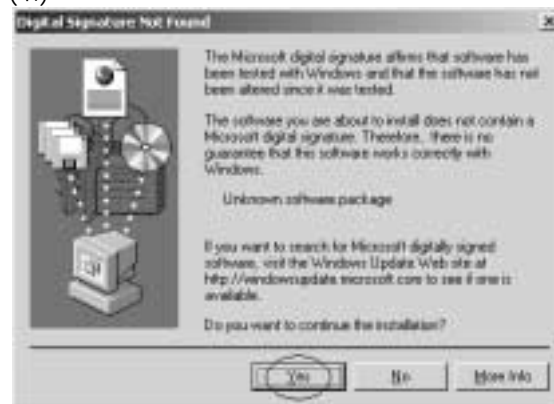 Digital Signature Not Found
The Microsoft digital signature affirms that software has
been tested with Windows and that the software has not
been altered since it was tested.
The software you are about to install does not contain a
Microsoft digital signature. Therefore, there is no
guarantee that this software works correctly with
Windows.
Unknown software package
If you want to search for Microsoft digitally signed
software, visit the Windows Update Web site at
http://windowsupdate.microsoft.com to see if one is
available.
Do you want to continue the installation?
Yes No More Info